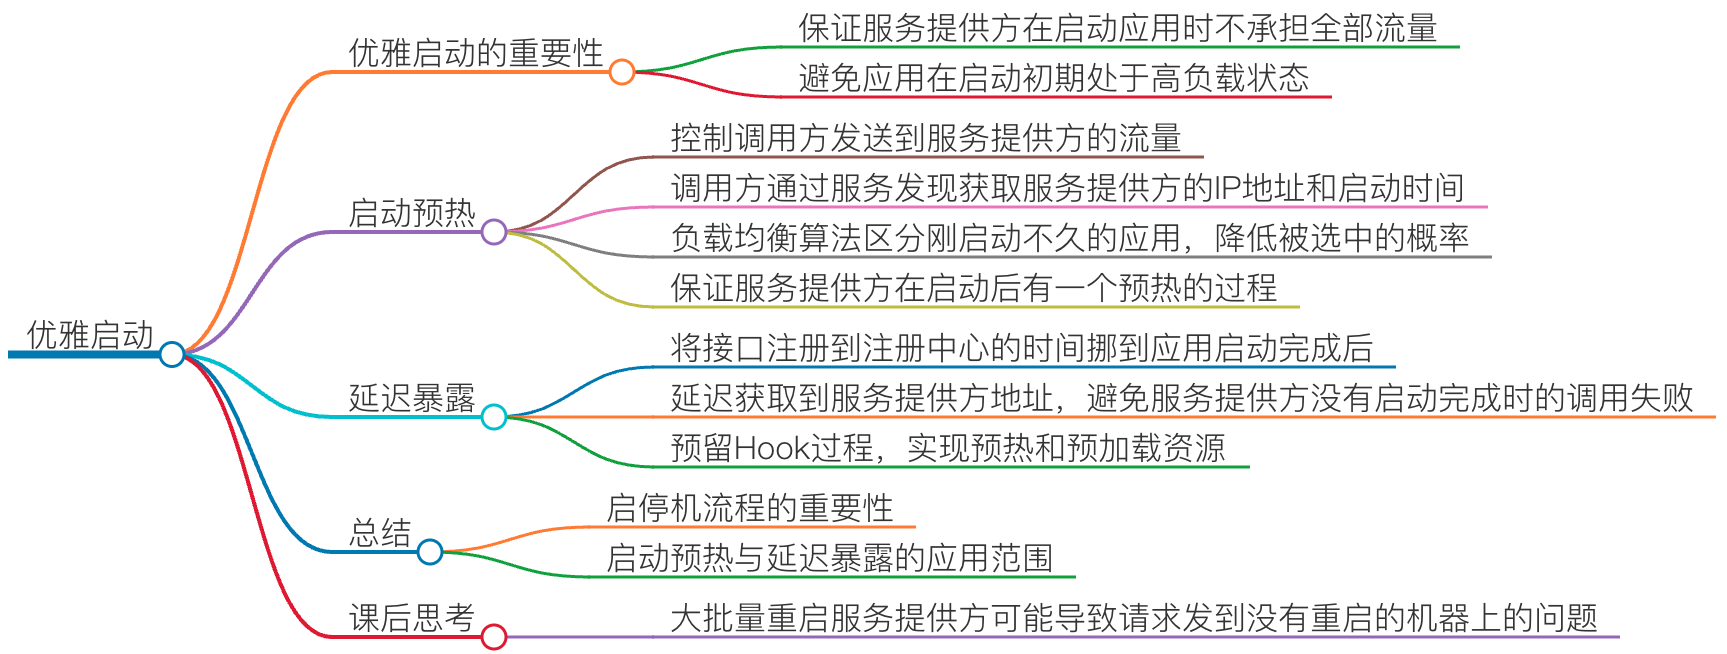 优雅启动
优雅启动的重要性
保证服务提供方在启动应用时不承担全部流量
避免应用在启动初期处于高负载状态
启动预热
控制调用方发送到服务提供方的流量
调用方通过服务发现获取服务提供方的IP地址和启动时间
负载均衡算法区分刚启动不久的应用，降低被选中的概率
保证服务提供方在启动后有一个预热的过程
延迟暴露
将接口注册到注册中心的时间挪到应用启动完成后
延迟获取到服务提供方地址，避免服务提供方没有启动完成时的调用失败
预留Hook过程，实现预热和预加载资源
总结
启停机流程的重要性
启动预热与延迟暴露的应用范围
课后思考
大批量重启服务提供方可能导致请求发到没有重启的机器上的问题